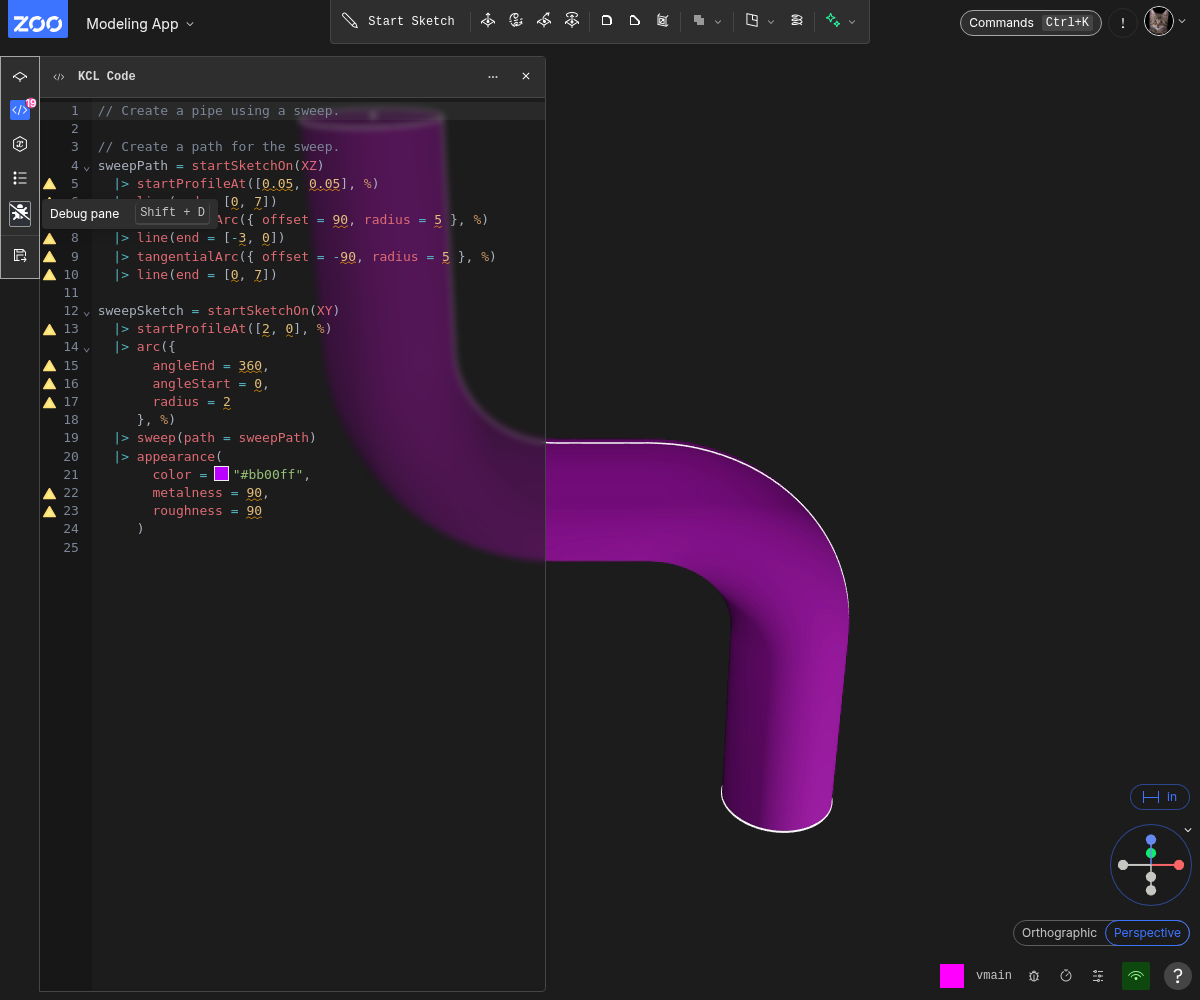 ZOO
Modeling App
Start Sketch
Commands Ctrl+K
!
19
KCL Code
1 // Create a pipe using a sweep.
2
3 // Create a path for the sweep.
4 sweepPath = startSketchOn(XZ)
5 |> startProfileAt([0.05, 0.05], %)
[0, 7])
Debug pane Shift + D
Arc({ offset = 90, radius = 5 }, %)
8 |> line(end = [-3, 0])
9 |> tangentialArc({ offset = -90, radius = 5 }, %)
10 |> line(end = [0, 7])
11
12 sweepSketch = startSketchOn(XY)
13 |> startProfileAt([2, 0], %)
14 |> arc({
15 angleEnd = 360,
16 angleStart = 0,
17 radius = 2
18 }, %)
19 |> sweep(path = sweepPath)
20 |> appearance(
21 color = "#bb00ff",
22 metalness = 90,
23 roughness = 90
24 )
25
in
Orthographic Perspective
vmain
?